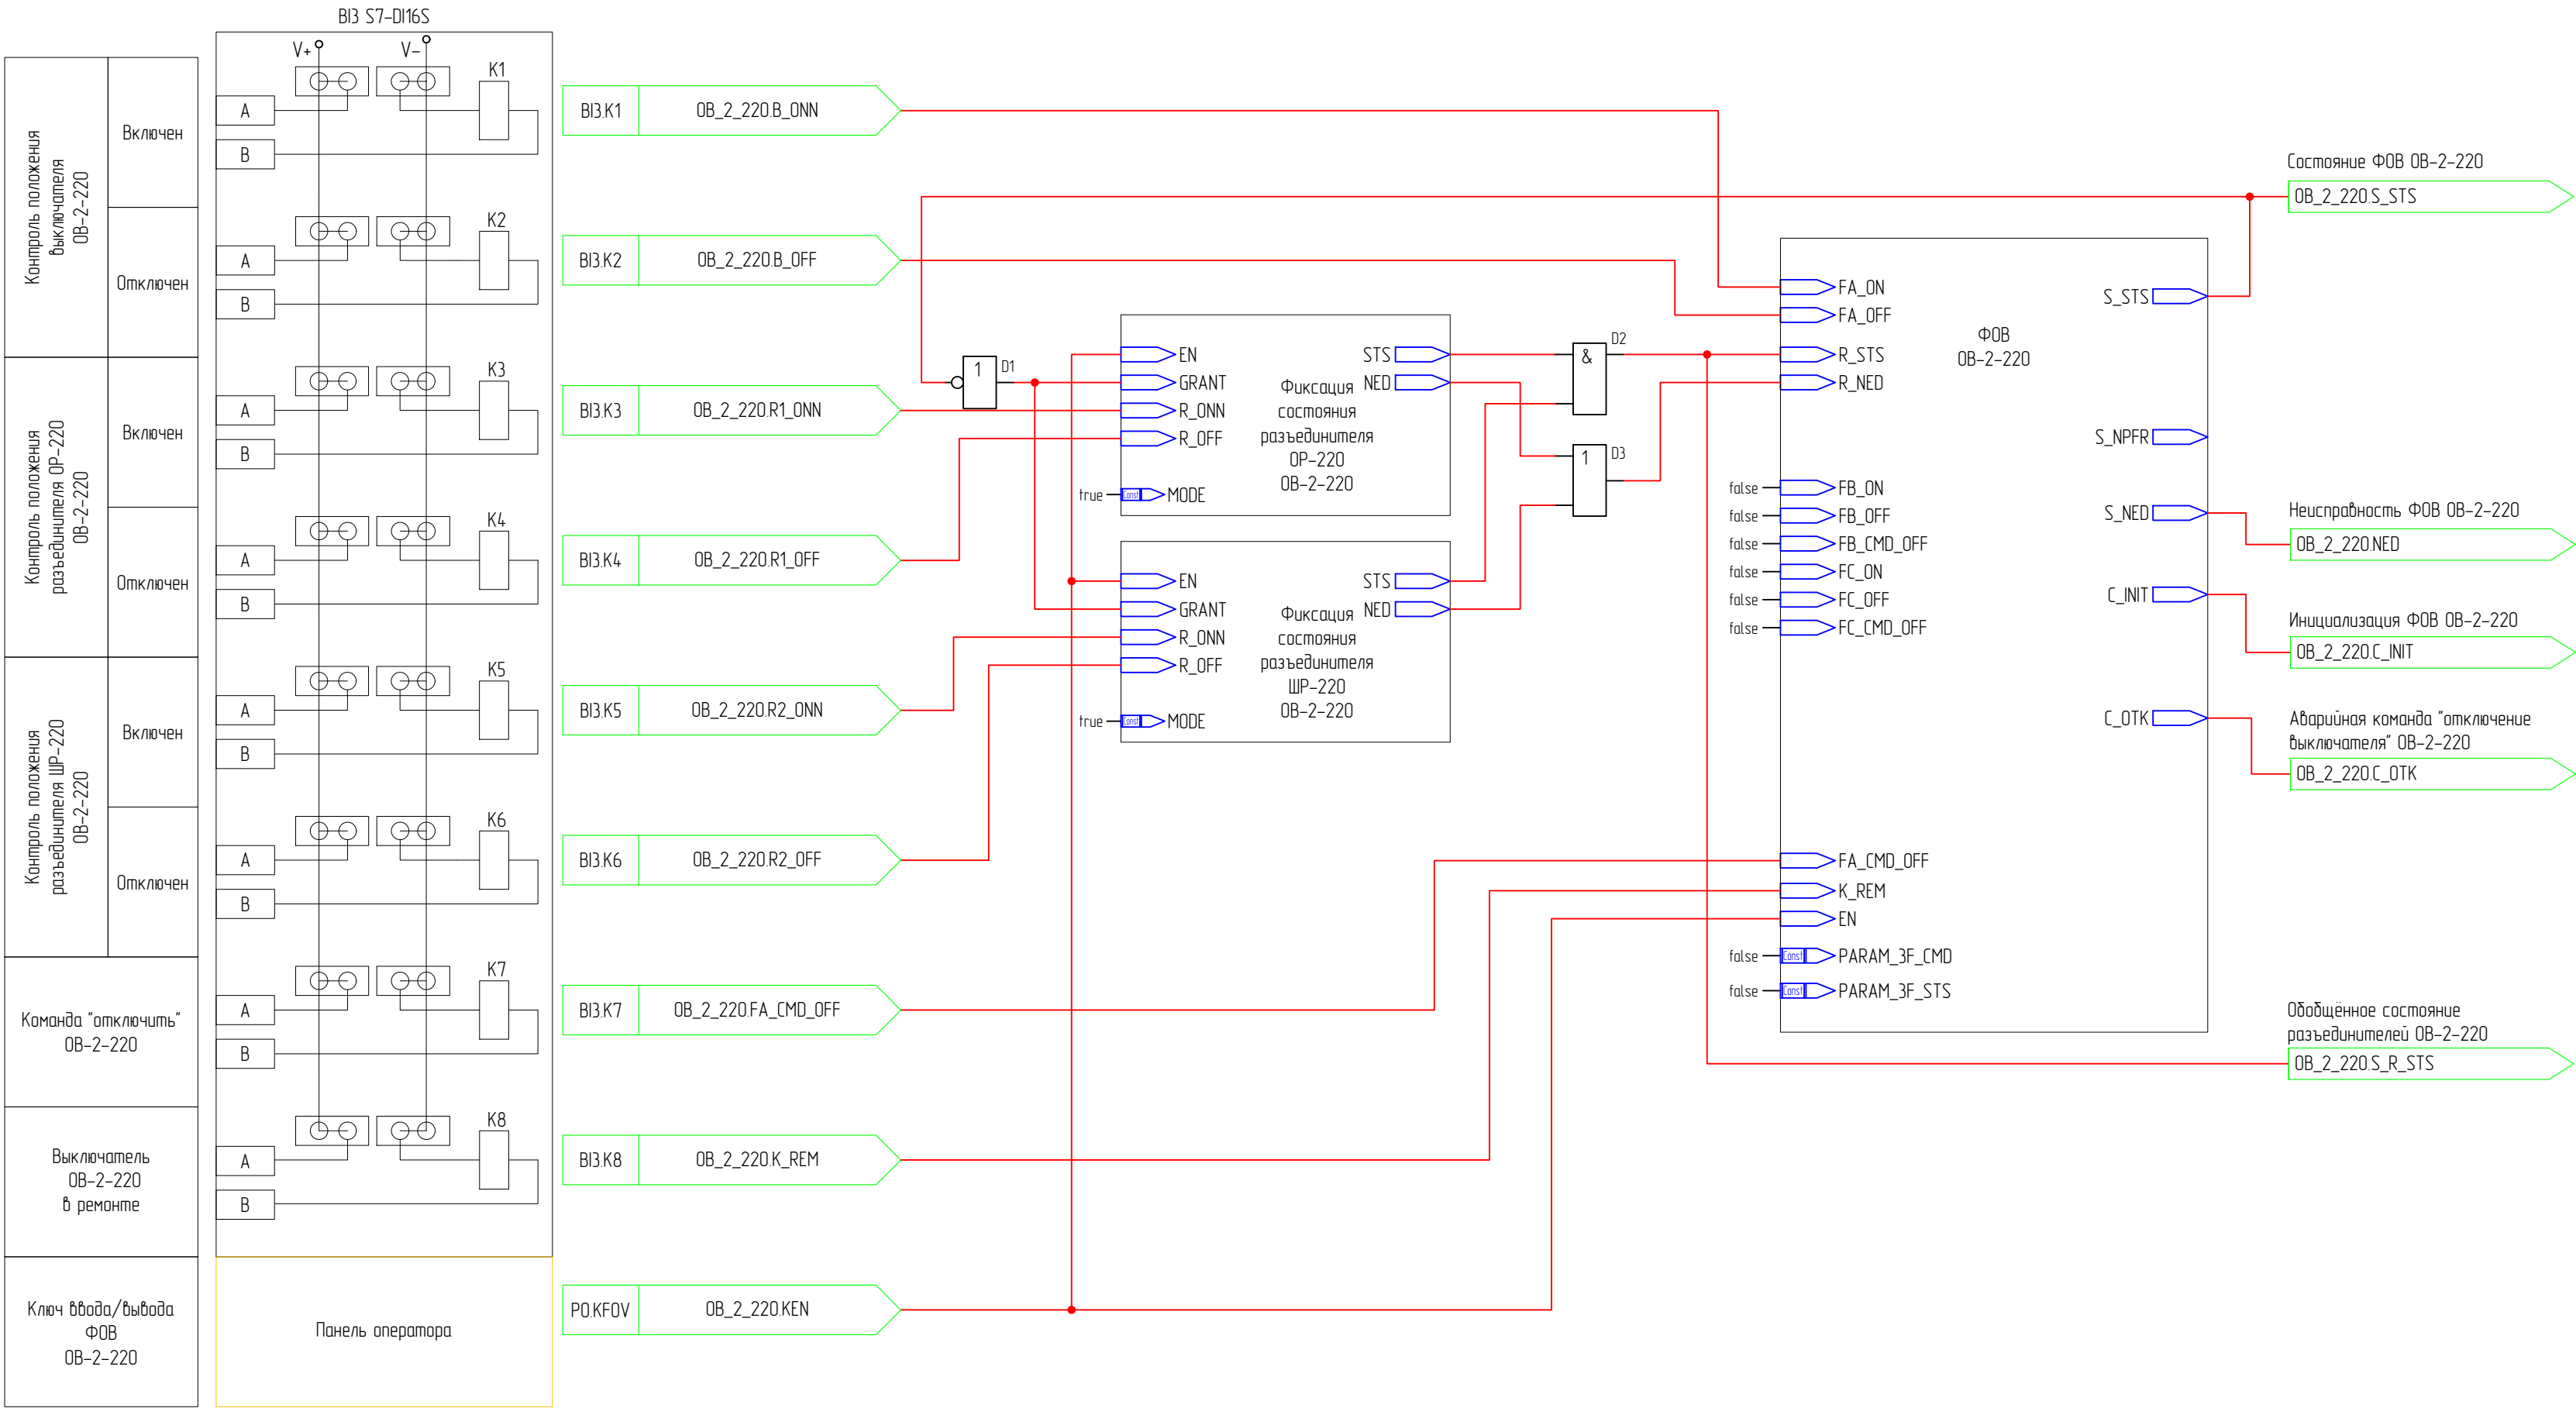 BI3 S7-DI16S
V+
V-
Контроль положения
выключателя
ОВ-2-220
Включен
Отключен
Контроль положения
разъединителя ОР-220
ОВ-2-220
Включен
Отключен
Контроль положения
разъединителя ШР-220
ОВ-2-220
Включен
Отключен
Команда "отключить"
ОВ-2-220
Выключатель
ОВ-2-220
в ремонте
Ключ ввода/вывода
ФОВ
ОВ-2-220
A
B
K1
A
B
K2
A
B
K3
A
B
K4
A
B
K5
A
B
K6
A
B
K7
A
B
K8
Панель оператора
BI3.K1 OB_2_220.B_ONN
BI3.K2 OB_2_220.B_OFF
BI3.K3 OB_2_220.R1_ONN
BI3.K4 OB_2_220.R1_OFF
BI3.K5 OB_2_220.R2_ONN
BI3.K6 OB_2_220.R2_OFF
BI3.K7 OB_2_220.FA_CMD_OFF
BI3.K8 OB_2_220.K_REM
PO.KFOV OB_2_220.KEN
1
D1
EN
GRANT
R_ONN
R_OFF
true Const MODE
STS
NED
Фиксация
состояния
разъединителя
ОР-220
ОВ-2-220
EN
GRANT
R_ONN
R_OFF
true Const MODE
STS
NED
Фиксация
состояния
разъединителя
ШР-220
ОВ-2-220
&
D2
1
D3
ФОВ
ОВ-2-220
FA_ON
FA_OFF
R_STS
R_NED
false FB_ON
false FB_OFF
false FB_CMD_OFF
false FC_ON
false FC_OFF
false FC_CMD_OFF
FA_CMD_OFF
K_REM
EN
false Const PARAM_3F_CMD
false Const PARAM_3F_STS
S_STS
S_NPFR
S_NED
C_INIT
C_OTK
Состояние ФОВ ОВ-2-220
OB_2_220.S_STS
Неисправность ФОВ ОВ-2-220
OB_2_220.NED
Инициализация ФОВ ОВ-2-220
OB_2_220.C_INIT
Аварийная команда "отключение
выключателя" ОВ-2-220
OB_2_220.C_OTK
Обобщённое состояние
разъединителей ОВ-2-220
OB_2_220.S_R_STS